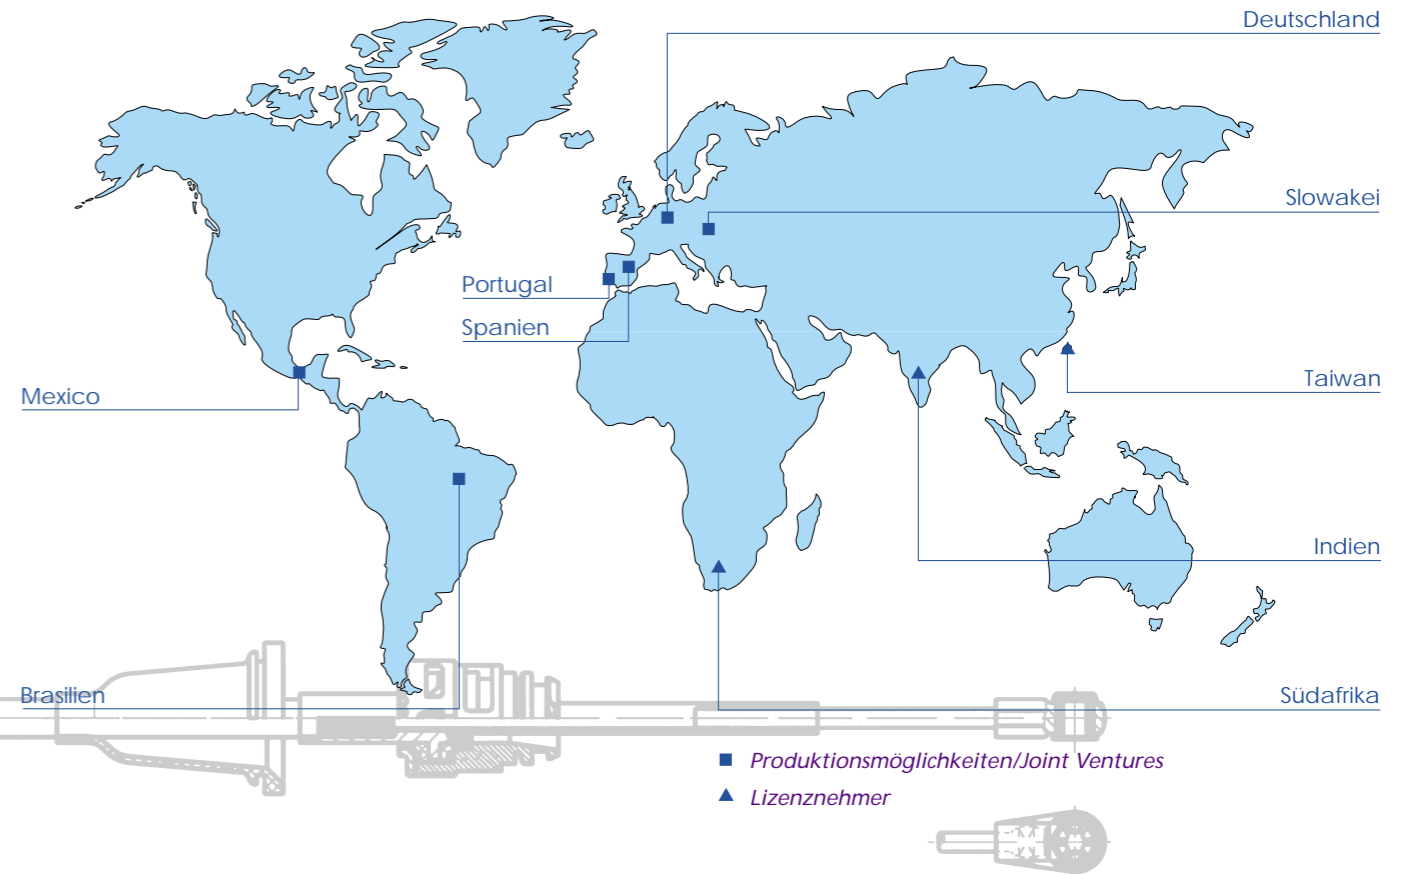 Deutschland
Slowakei
Portugal
Spanien
Taiwan
Mexico
Indien
Brasilien
Südafrika
Produktionsmöglichkeiten/Joint Ventures
Lizenznehmer